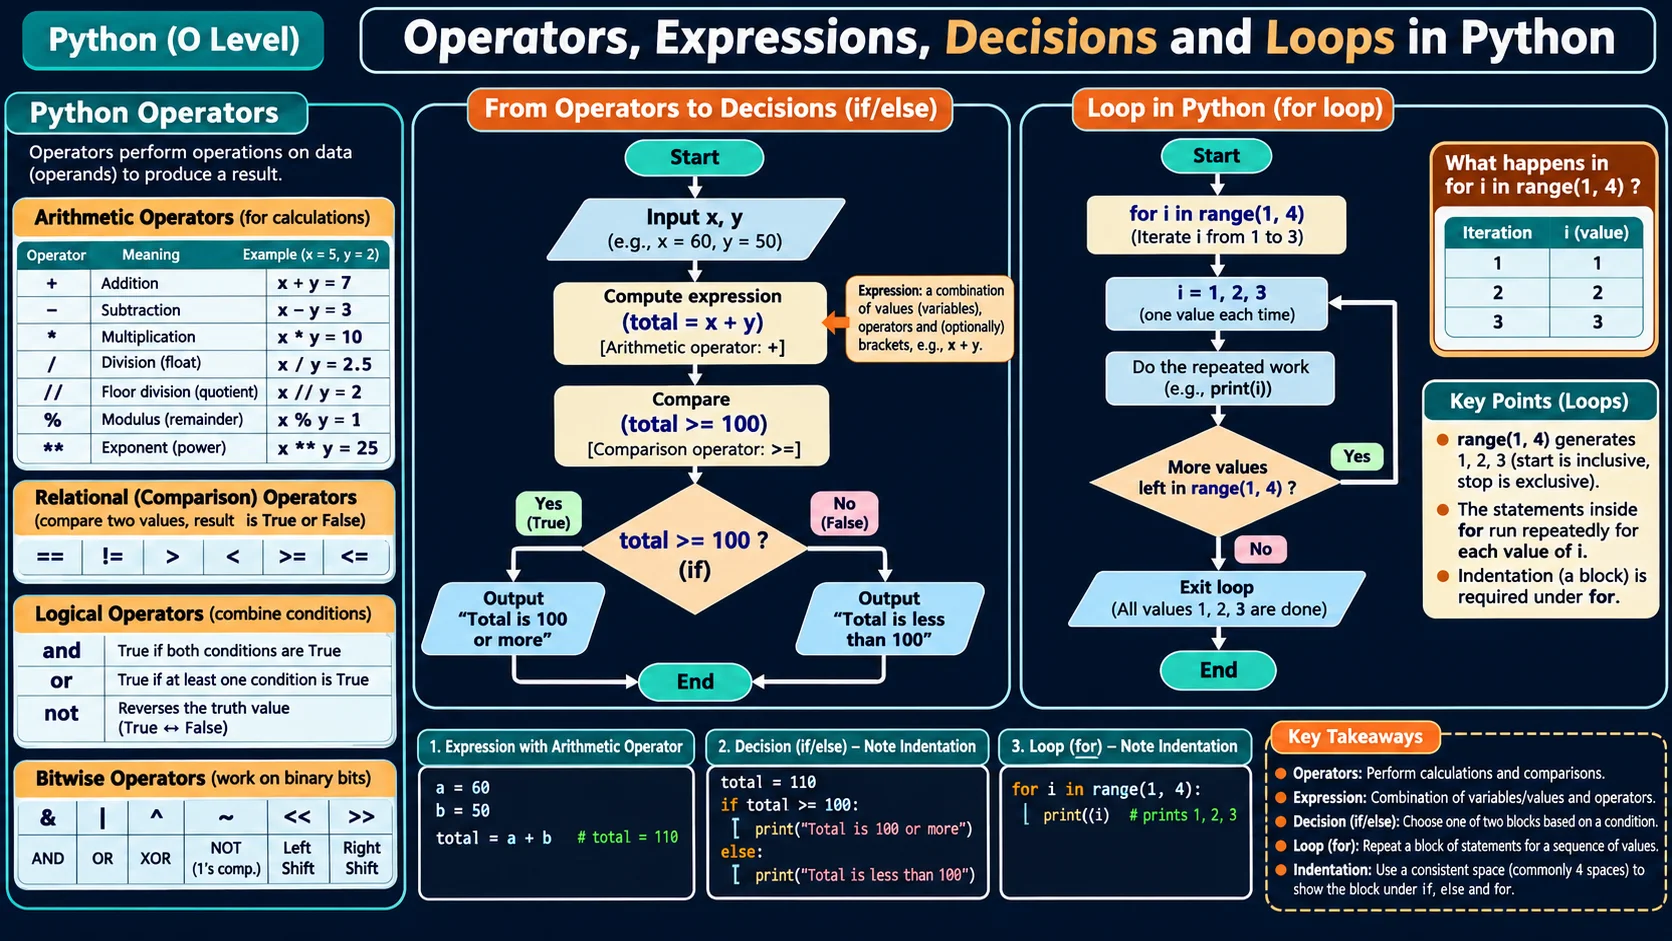 Python (O Level)
Operators, Expressions, Decisions and Loops in Python
Python Operators
Operators perform operations on data
(operands) to produce a result.
Arithmetic Operators (for calculations)
Operator Meaning Example (x = 5, y = 2)
+ Addition x + y = 7
− Subtraction x − y = 3
* Multiplication x * y = 10
/ Division (float) x / y = 2.5
// Floor division (quotient) x // y = 2
% Modulus (remainder) x % y = 1
** Exponent (power) x ** y = 25
Relational (Comparison) Operators
(compare two values, result is True or False)
== != > < >= <=
Logical Operators (combine conditions)
and True if both conditions are True
or True if at least one condition is True
not Reverses the truth value
(True ↔ False)
Bitwise Operators (work on binary bits)
& | ^ ~ << >>
AND OR XOR NOT (1's comp.) Left Shift Right Shift
From Operators to Decisions (if/else)
Start
Input x, y
(e.g., x = 60, y = 50)
Compute expression
(total = x + y)
[Arithmetic operator: +]
Expression: a combination
of values (variables),
operators and (optionally)
brackets, e.g., x + y.
Compare
(total >= 100)
[Comparison operator: >=]
Yes
(True)
No
(False)
total >= 100 ?
(if)
Output
“Total is 100
or more”
Output
“Total is less
than 100”
End
Loop in Python (for loop)
Start
for i in range(1, 4)
(Iterate i from 1 to 3)
i = 1, 2, 3
(one value each time)
Do the repeated work
(e.g., print(i))
More values
left in range(1, 4) ?
Yes
No
Exit loop
(All values 1, 2, 3 are done)
End
What happens in
for i in range(1, 4) ?
Iteration i (value)
1 1
2 2
3 3
Key Points (Loops)
range(1, 4) generates
1, 2, 3 (start is inclusive,
stop is exclusive).
The statements inside
for run repeatedly for
each value of i.
Indentation (a block) is
required under for.
1. Expression with Arithmetic Operator
a = 60
b = 50
total = a + b # total = 110
2. Decision (if/else) – Note Indentation
total = 110
if total >= 100:
print(“Total is 100 or more”)
else:
print(“Total is less than 100”)
3. Loop (for) – Note Indentation
for i in range(1, 4):
print((i) # prints 1, 2, 3
Key Takeaways
Operators: Perform calculations and comparisons.
Expression: Combination of variables/values and operators.
Decision (if/else): Choose one of two blocks based on a condition.
Loop (for): Repeat a block of statements for a sequence of values.
Indentation: Use a consistent space (commonly 4 spaces) to
show the block under if, else and for.